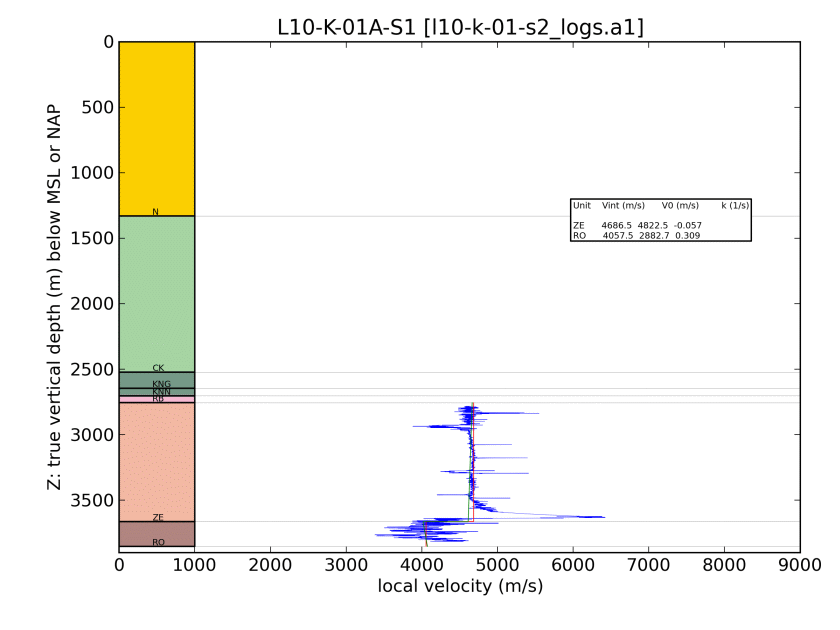 L10-K-01A-S1 [l10-k-01-s2_logs.a1]
Z: true vertical depth (m) below MSL or NAP
0
500
1000
1500
2000
2500
3000
3500
N
CK
KNG
KNN
RB
ZE
RO
Unit Vint (m/s) V0 (m/s) k (1/s)
ZE 4686.5 4822.5 -0.057
RO 4057.5 2882.7 0.309
0 1000 2000 3000 4000 5000 6000 7000 8000 9000
local velocity (m/s)